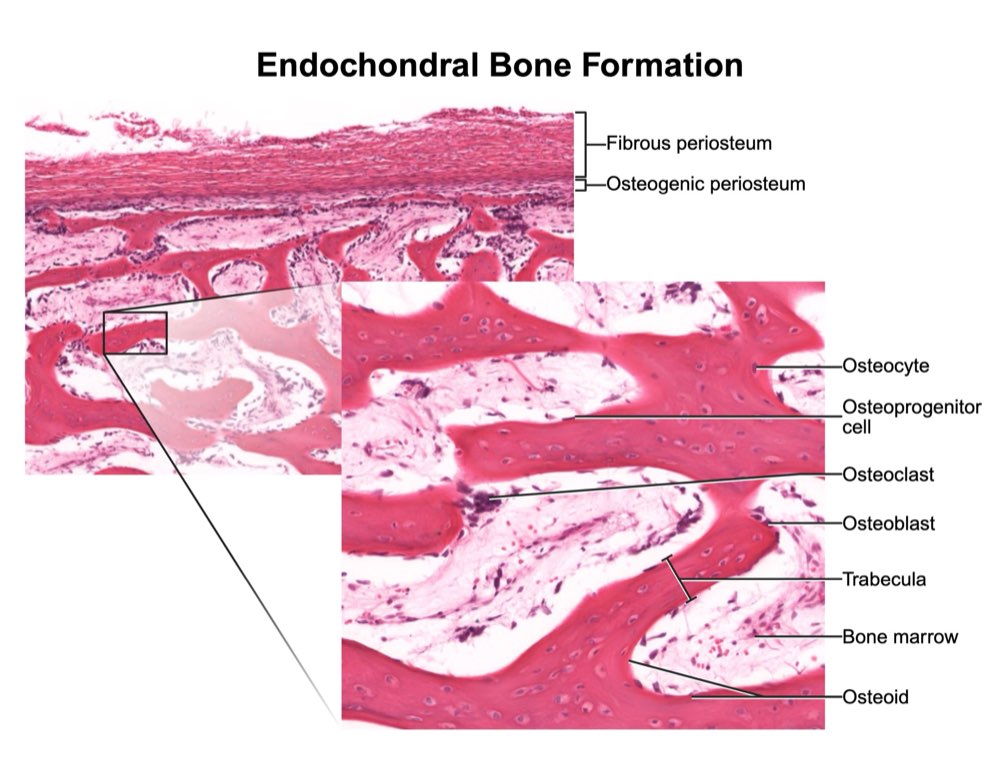 Endochondral Bone Formation
Fibrous periosteum
Osteogenic periosteum
Osteocyte
Osteoprogenitor
cell
Osteoclast
Osteoblast
Trabecula
Bone marrow
Osteoid